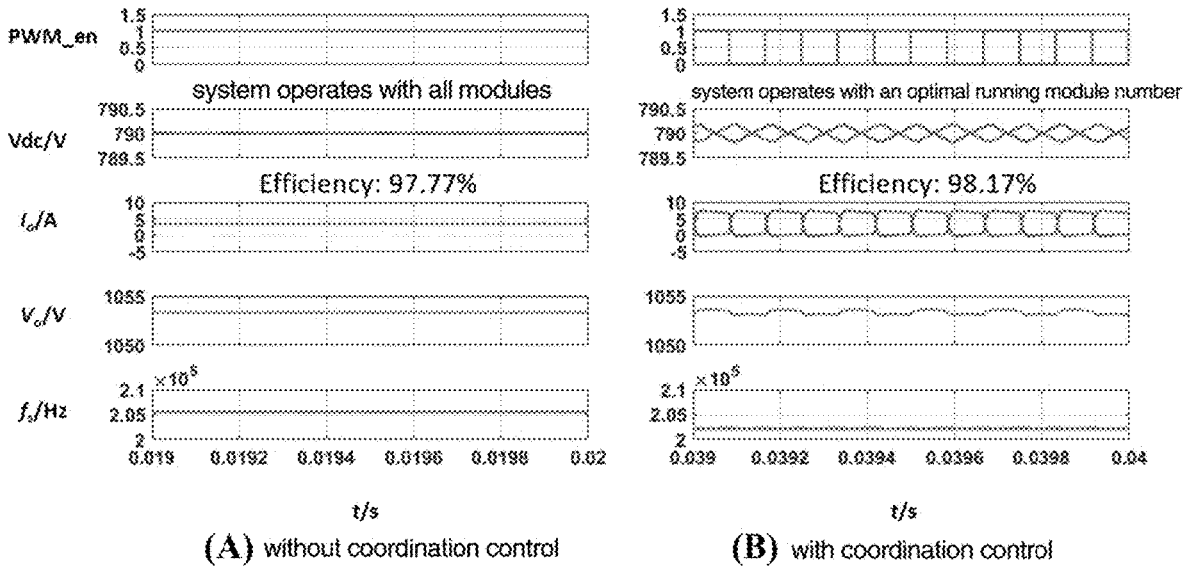 PWM_en
1.5
1
0.5
0
1.5
1
0.5
0
system operates with all modules
system operates with an optimal running module number
Vdc/V
790.5
790
789.5
790.5
790
789.5
Efficiency: 97.77%
Efficiency: 98.17%
Io/A
10
5
0
-5
10
5
0
-5
Vo/V
1055
1050
1055
1050
×10^5
×10^5
fs/Hz
2.1
2.05
2
2.1
2.05
2
0.019 0.0192 0.0194 0.0196 0.0198 0.02
0.039 0.0392 0.0394 0.0396 0.0398 0.04
t/s
t/s
(A) without coordination control
(B) with coordination control